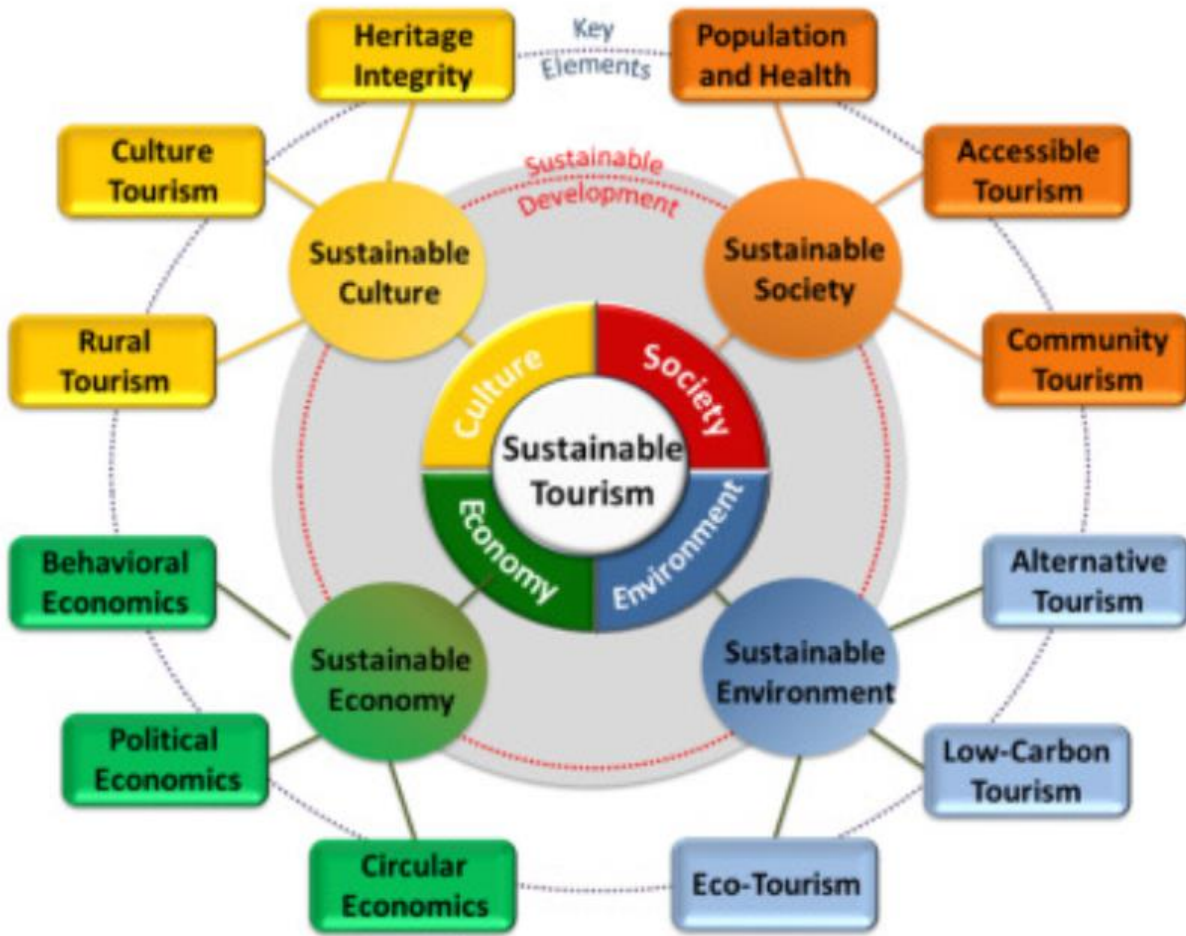 Heritage
Integrity
Key
Elements
Population
and Health
Culture
Tourism
Accessible
Tourism
Sustainable
Development
Sustainable
Culture
Sustainable
Society
Rural
Tourism
Community
Tourism
Culture
Society
Sustainable
Tourism
Economy
Environment
Behavioral
Economics
Alternative
Tourism
Sustainable
Economy
Sustainable
Environment
Political
Economics
Low-Carbon
Tourism
Circular
Economics
Eco-Tourism